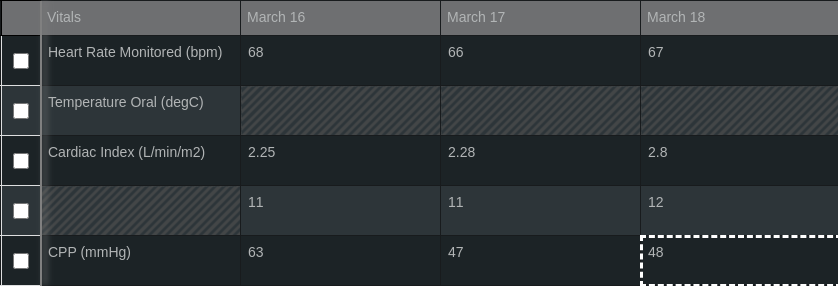 Vitals March 16 March 17 March 18
Heart Rate Monitored (bpm) 68 66 67
Temperature Oral (degC)
Cardiac Index (L/min/m2) 2.25 2.28 2.8
11 11 12
CPP (mmHg) 63 47 48